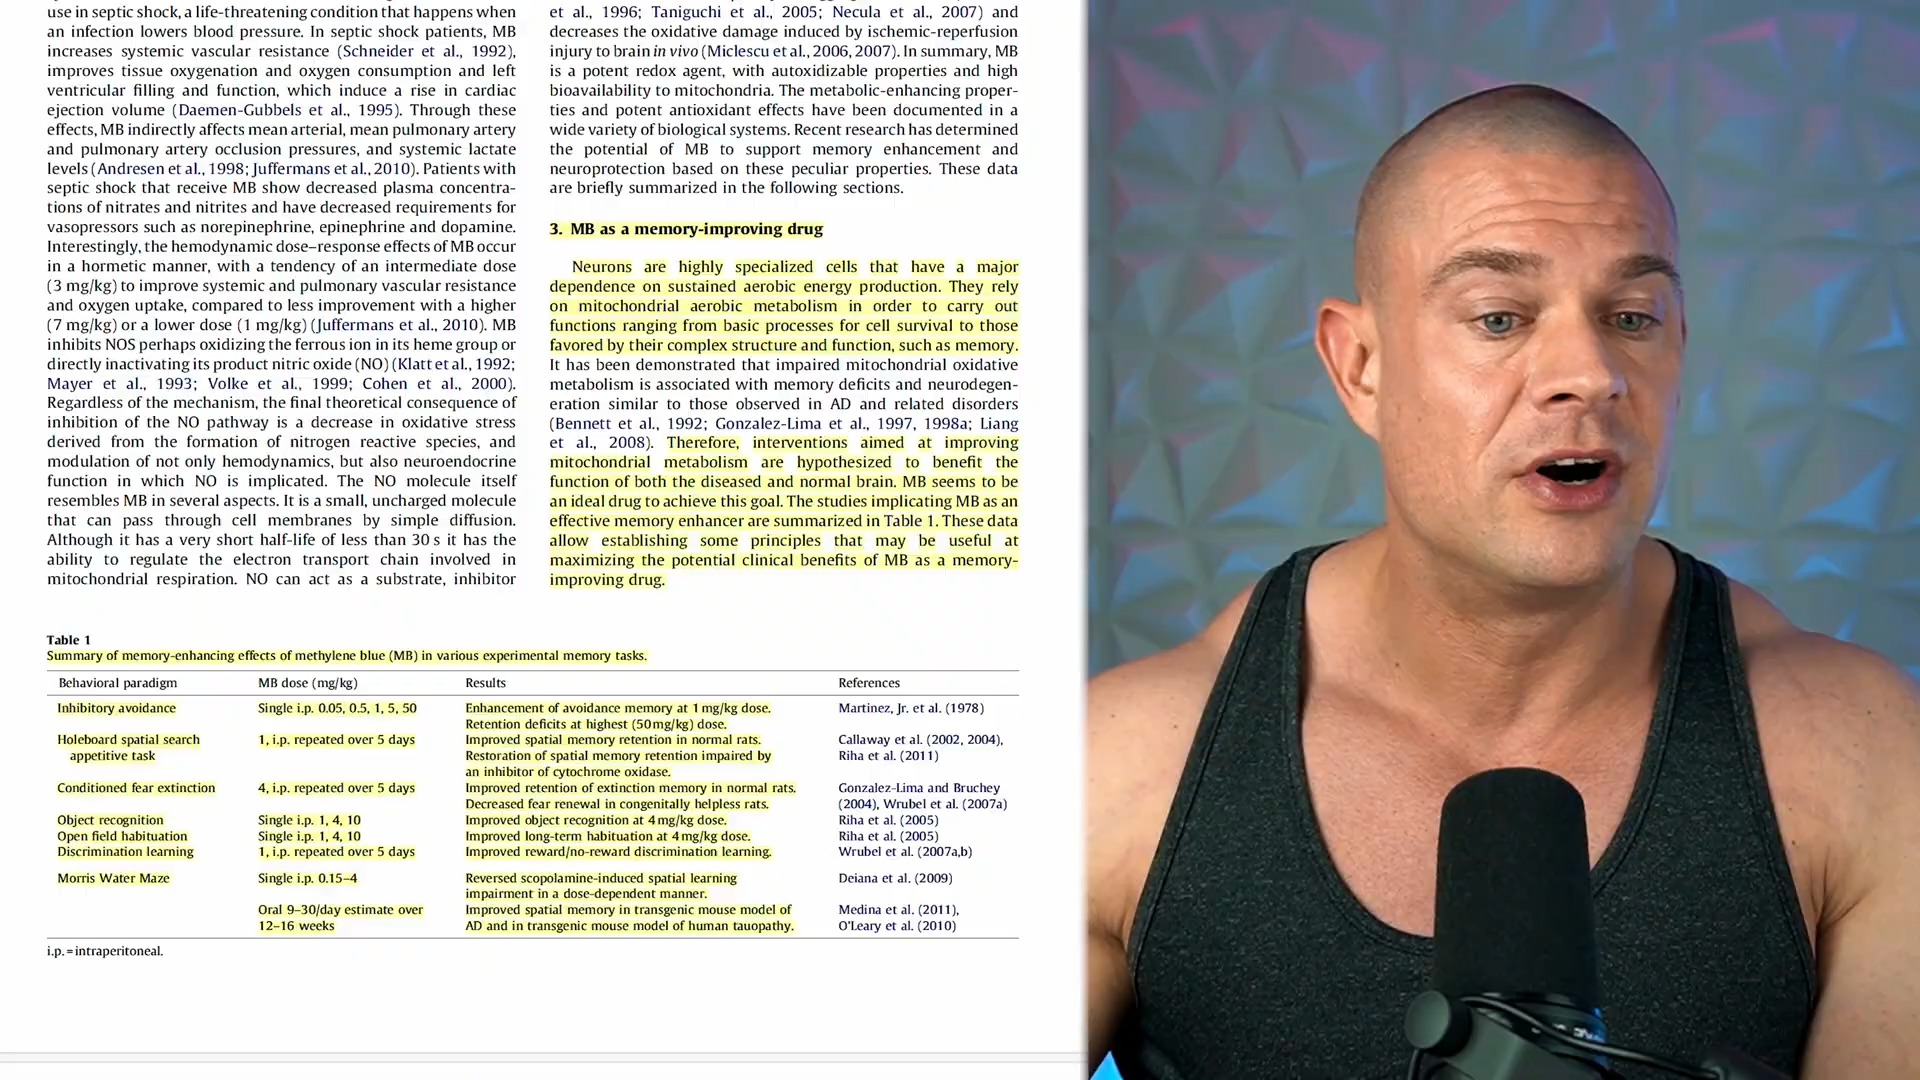 use in septic shock, a life-threatening condition that happens when
an infection lowers blood pressure. In septic shock patients, MB
increases systemic vascular resistance (Schneider et al., 1992),
improves tissue oxygenation and oxygen consumption and left
ventricular filling and function, which induce a rise in cardiac
ejection volume (Daemen-Gubbels et al., 1995). Through these
effects, MB indirectly affects mean arterial, mean pulmonary artery
and pulmonary artery occlusion pressures, and systemic lactate
levels (Andresen et al., 1998; Juffermans et al., 2010). Patients with
septic shock that receive MB show decreased plasma concentra-
tions of nitrates and nitrites and have decreased requirements for
vasopressors such as norepinephrine, epinephrine and dopamine.
Interestingly, the hemodynamic dose–response effects of MB occur
in a hormetic manner, with a tendency of an intermediate dose
(3 mg/kg) to improve systemic and pulmonary vascular resistance
and oxygen uptake, compared to less improvement with a higher
(7 mg/kg) or a lower dose (1 mg/kg) (Juffermans et al., 2010). MB
inhibits NOS perhaps oxidizing the ferrous ion in its heme group or
directly inactivating its product nitric oxide (NO) (Klatt et al., 1992;
Mayer et al., 1993; Volke et al., 1999; Cohen et al., 2000).
Regardless of the mechanism, the final theoretical consequence of
inhibition of the NO pathway is a decrease in oxidative stress
derived from the formation of nitrogen reactive species, and
modulation of not only hemodynamics, but also neuroendocrine
function in which NO is implicated. The NO molecule itself
resembles MB in several aspects. It is a small, uncharged molecule
that can pass through cell membranes by simple diffusion.
Although it has a very short half-life of less than 30 s it has the
ability to regulate the electron transport chain involved in
mitochondrial respiration. NO can act as a substrate, inhibitor
et al., 1996; Taniguchi et al., 2005; Necula et al., 2007) and
decreases the oxidative damage induced by ischemic-reperfusion
injury to brain in vivo (Miclescu et al., 2006, 2007). In summary, MB
is a potent redox agent, with autoxidizable properties and high
bioavailability to mitochondria. The metabolic-enhancing proper-
ties and potent antioxidant effects have been documented in a
wide variety of biological systems. Recent research has determined
the potential of MB to support memory enhancement and
neuroprotection based on these peculiar properties. These data
are briefly summarized in the following sections.
3. MB as a memory-improving drug
Neurons are highly specialized cells that have a major
dependence on sustained aerobic energy production. They rely
on mitochondrial aerobic metabolism in order to carry out
functions ranging from basic processes for cell survival to those
favored by their complex structure and function, such as memory.
It has been demonstrated that impaired mitochondrial oxidative
metabolism is associated with memory deficits and neurodegen-
eration similar to those observed in AD and related disorders
(Bennett et al., 1992; Gonzalez-Lima et al., 1997, 1998a; Liang
et al., 2008). Therefore, interventions aimed at improving
mitochondrial metabolism are hypothesized to benefit the
function of both the diseased and normal brain. MB seems to be
an ideal drug to achieve this goal. The studies implicating MB as an
effective memory enhancer are summarized in Table 1. These data
allow establishing some principles that may be useful at
maximizing the potential clinical benefits of MB as a memory-
improving drug.
Table 1
Summary of memory-enhancing effects of methylene blue (MB) in various experimental memory tasks.
Behavioral paradigm MB dose (mg/kg) Results References
Inhibitory avoidance Single i.p. 0.05, 0.5, 1, 5, 50 Enhancement of avoidance memory at 1 mg/kg dose. Martinez, Jr. et al. (1978)
Retention deficits at highest (50 mg/kg) dose.
Holeboard spatial search 1, i.p. repeated over 5 days Improved spatial memory retention in normal rats. Callaway et al. (2002, 2004),
appetitive task Restoration of spatial memory retention impaired by Riha et al. (2011)
an inhibitor of cytochrome oxidase.
Conditioned fear extinction 4, i.p. repeated over 5 days Improved retention of extinction memory in normal rats. Gonzalez-Lima and Bruchey
Decreased fear renewal in congenitally helpless rats. (2004), Wrubel et al. (2007a)
Object recognition Single i.p. 1, 4, 10 Improved object recognition at 4 mg/kg dose. Riha et al. (2005)
Open field habituation Single i.p. 1, 4, 10 Improved long-term habituation at 4 mg/kg dose. Riha et al. (2005)
Discrimination learning 1, i.p. repeated over 5 days Improved reward/no-reward discrimination learning. Wrubel et al. (2007a,b)
Morris Water Maze Single i.p. 0.15–4 Reversed scopolamine-induced spatial learning Deiana et al. (2009)
impairment in a dose-dependent manner.
Oral 9–30/day estimate over Improved spatial memory in transgenic mouse model of Medina et al. (2011),
12–16 weeks AD and in transgenic mouse model of human tauopathy. O'Leary et al. (2010)
i.p. = intraperitoneal.